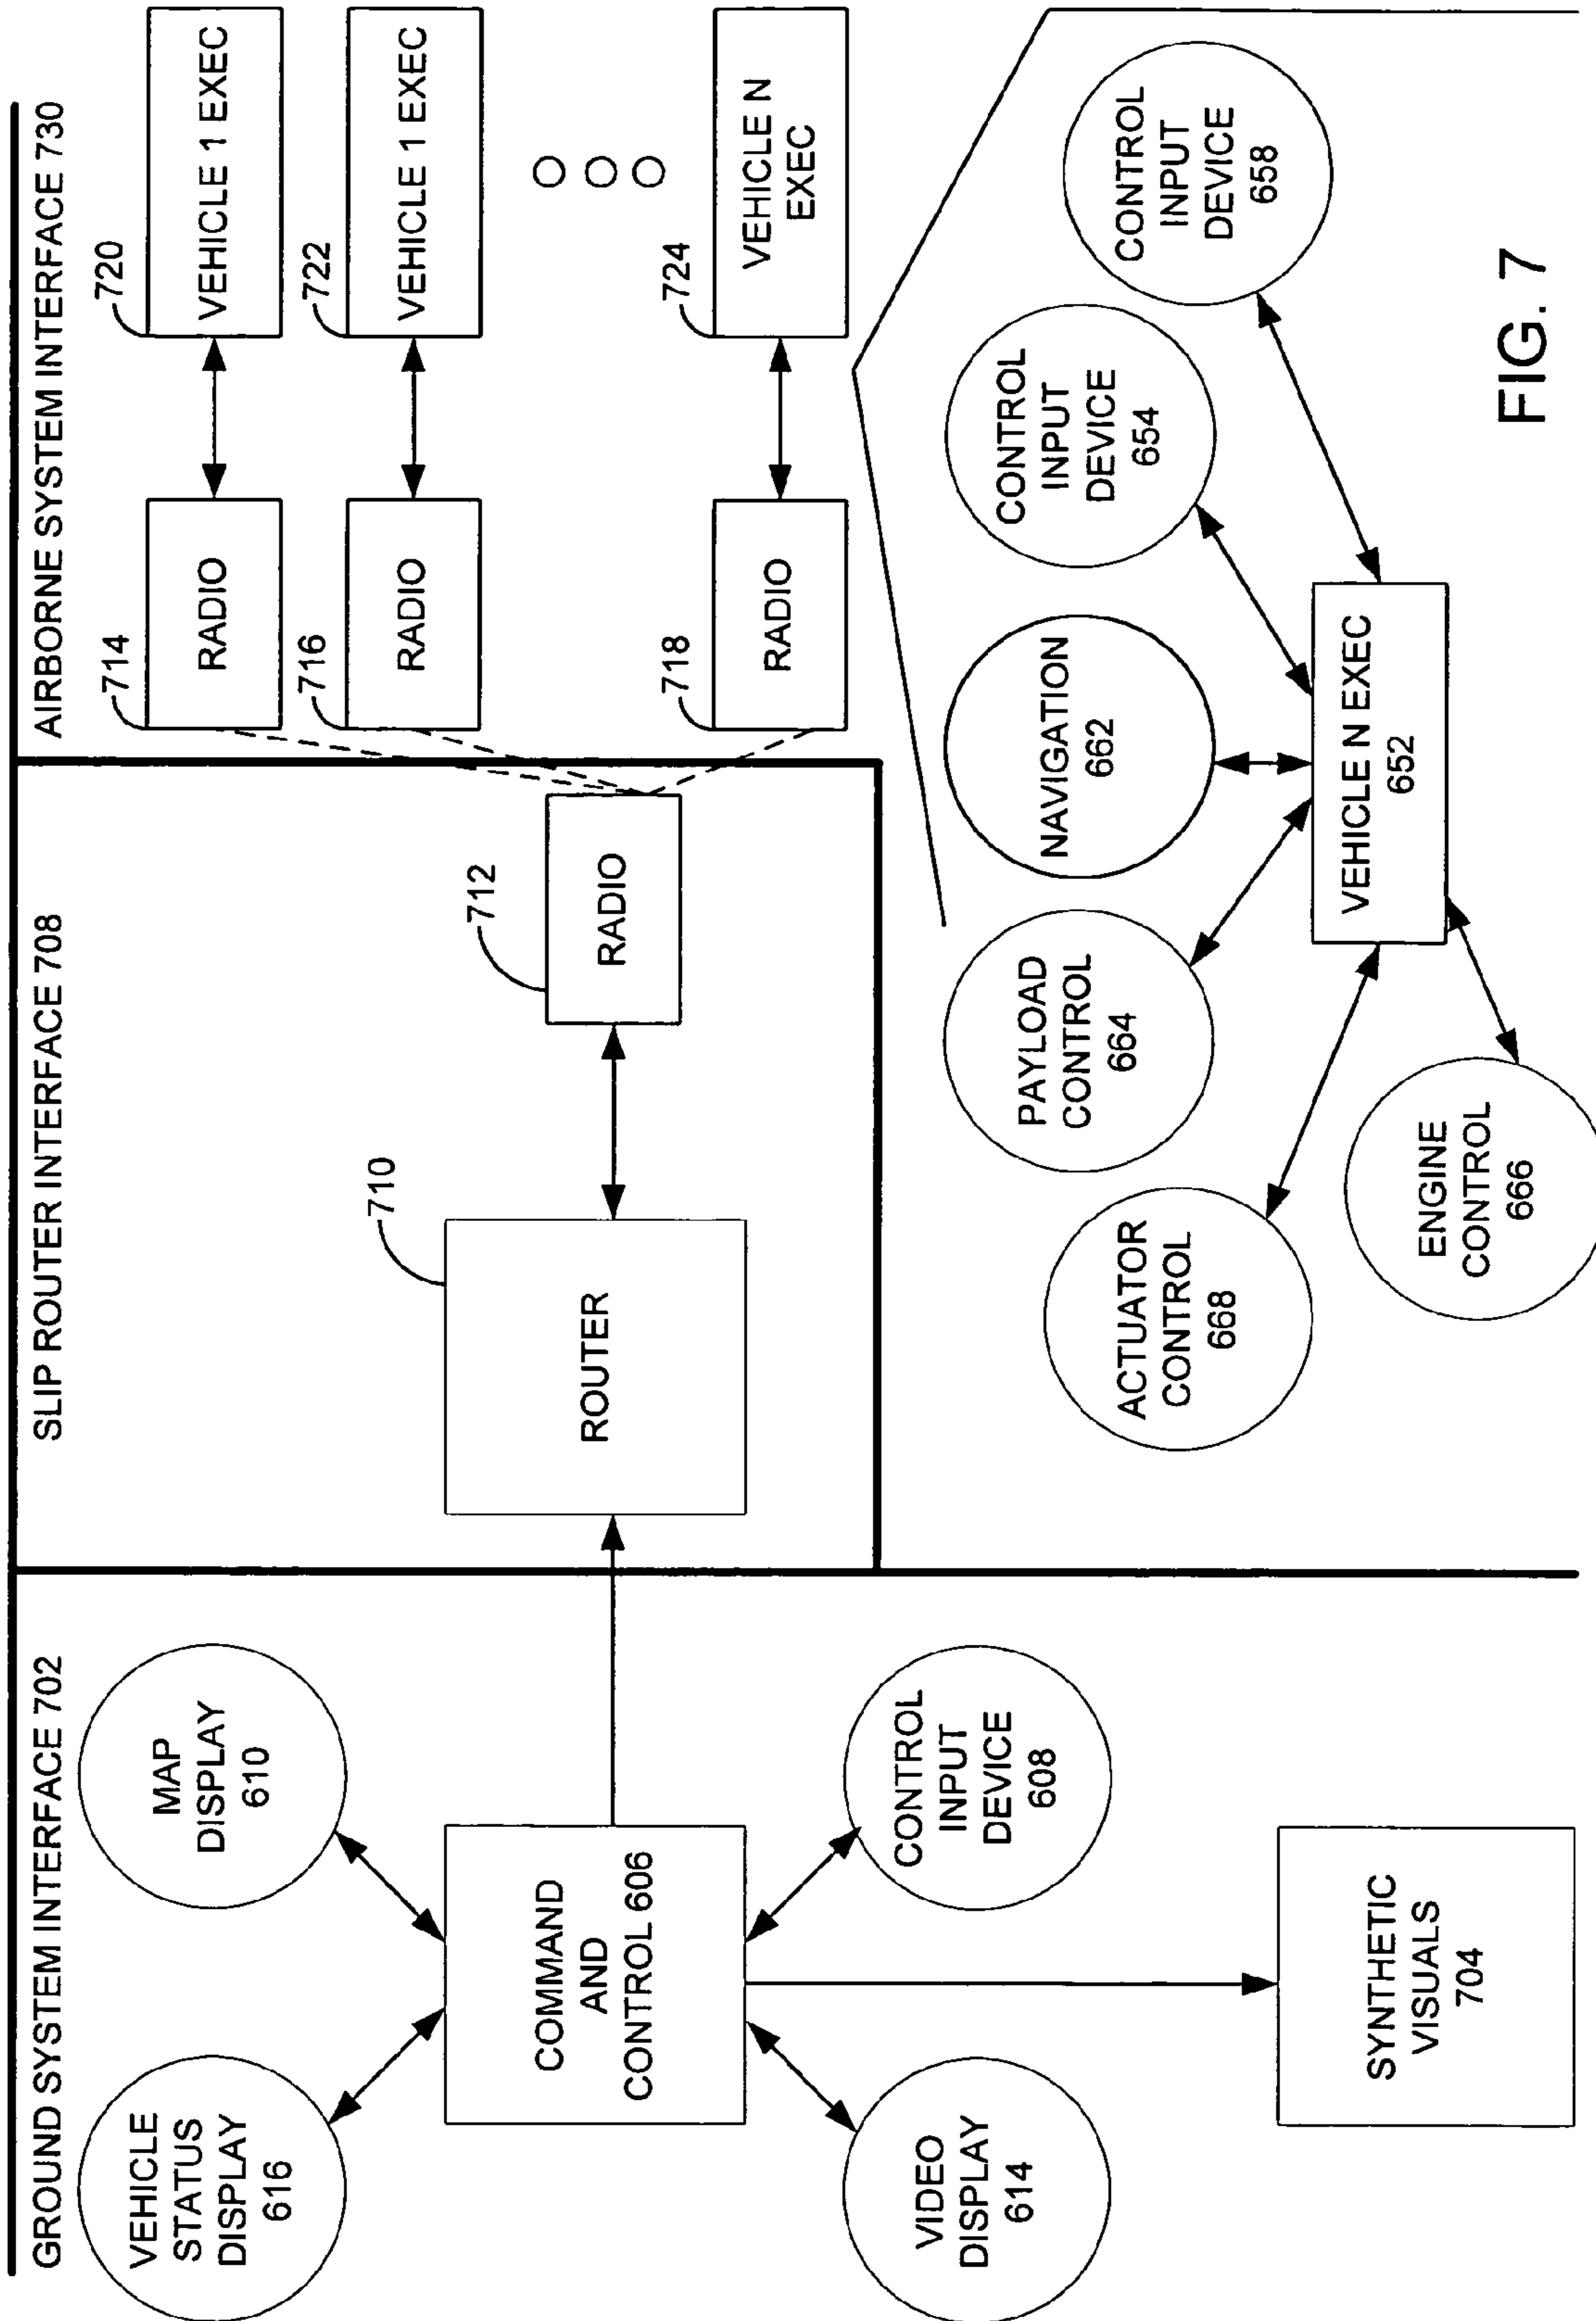 GROUND SYSTEM INTERFACE 702
VEHICLE
STATUS
DISPLAY
616
MAP
DISPLAY
610
COMMAND
AND
CONTROL 606
VIDEO
DISPLAY
614
CONTROL
INPUT
DEVICE
608
SYNTHETIC
VISUALS
704
SLIP ROUTER INTERFACE 708
710
ROUTER
712
RADIO
AIRBORNE SYSTEM INTERFACE 730
714
RADIO
720
VEHICLE 1 EXEC
716
RADIO
722
VEHICLE 1 EXEC
718
RADIO
724
VEHICLE N
EXEC
ACTUATOR
CONTROL
668
PAYLOAD
CONTROL
664
NAVIGATION
662
CONTROL
INPUT
DEVICE
654
CONTROL
INPUT
DEVICE
658
VEHICLE N EXEC
652
ENGINE
CONTROL
666
FIG. 7